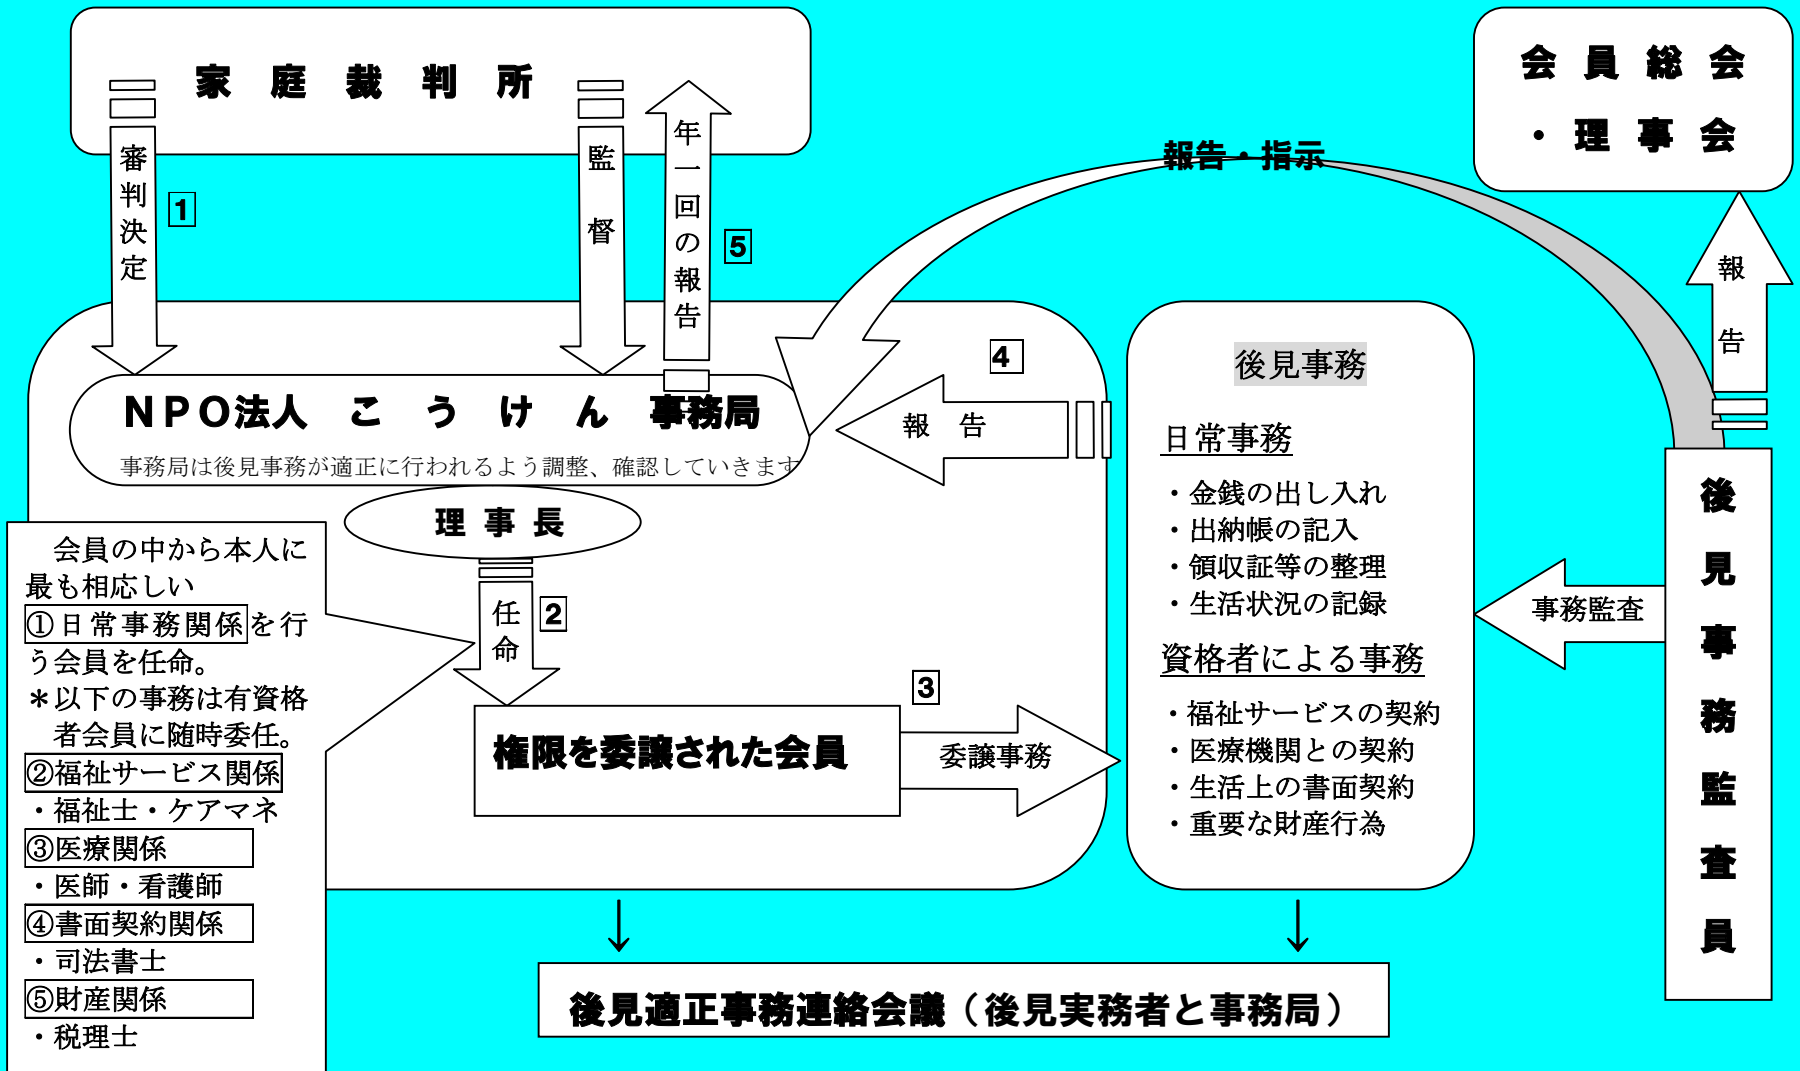 家庭裁判所
会員総会
・理事会
審判決定
1
監督
年一回の報告
5
報告・指示
報告
NPO法人 こうけん 事務局
事務局は後見事務が適正に行われるよう調整、確認していきます
理事長
任命
2
権限を委譲された会員
3
委譲事務
4
報告
後見事務
日常事務
・金銭の出し入れ
・出納帳の記入
・領収証等の整理
・生活状況の記録
資格者による事務
・福祉サービスの契約
・医療機関との契約
・生活上の書面契約
・重要な財産行為
事務監査
後見事務監査員
会員の中から本人に
最も相応しい
①日常事務関係を行
う会員を任命。
＊以下の事務は有資格
者会員に随時委任。
②福祉サービス関係
・福祉士・ケアマネ
③医療関係
・医師・看護師
④書面契約関係
・司法書士
⑤財産関係
・税理士
↓ ↓
後見適正事務連絡会議（後見実務者と事務局）